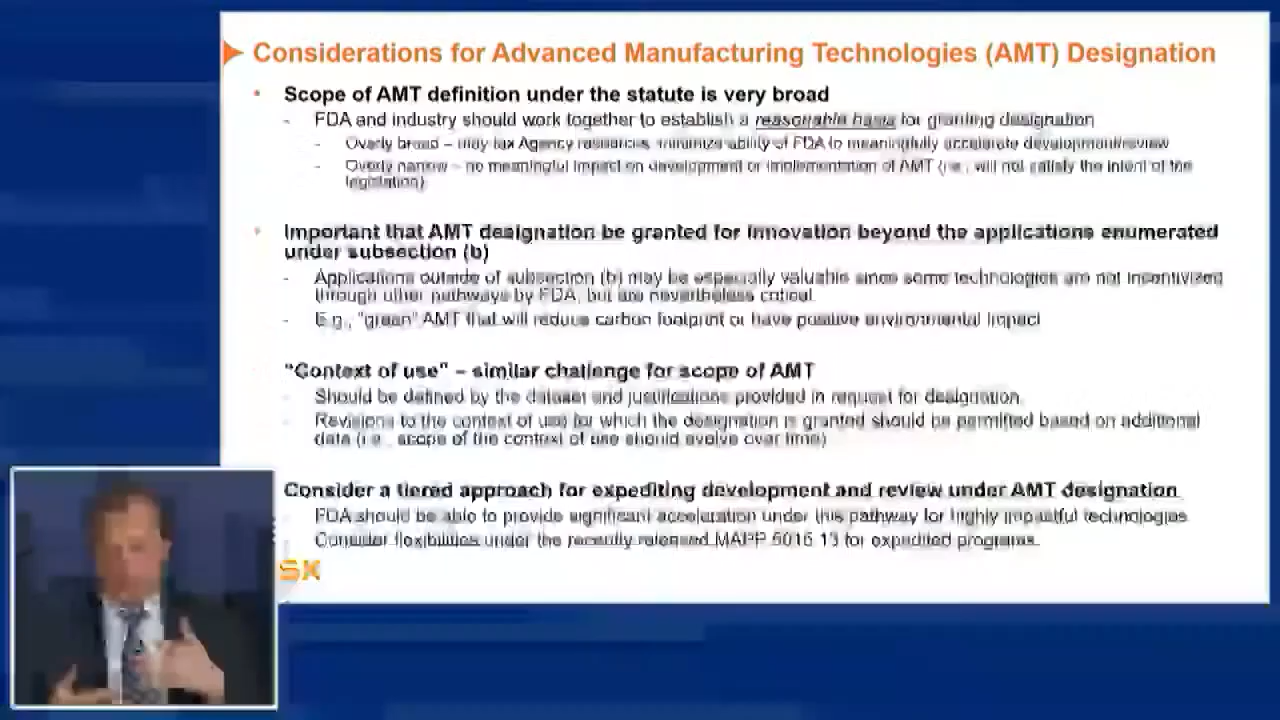 Considerations for Advanced Manufacturing Technologies (AMT) Designation
• Scope of AMT definition under the statute is very broad
- FDA and industry should work together to establish a reasonable basis for granting designation
- Overly broad – may tax Agency resources, minimize ability of FDA to meaningfully accelerate development/review
- Overly narrow – no meaningful impact on development or implementation of AMT (i.e., will not satisfy the intent of the
legislation)
• Important that AMT designation be granted for innovation beyond the applications enumerated
under subsection (b)
- Applications outside of subsection (b) may be especially valuable since some technologies are not incentivized
through other pathways by FDA, but are nevertheless critical
- E.g., "green" AMT that will reduce carbon footprint or have positive environmental impact
"Context of use" – similar challenge for scope of AMT
Should be defined by the dataset and justifications provided in request for designation
Revisions to the context of use for which the designation is granted should be permitted based on additional
data (i.e., scope of the context of use should evolve over time)
Consider a tiered approach for expediting development and review under AMT designation
FDA should be able to provide significant acceleration under this pathway for highly impactful technologies
Consider flexibilities under the recently released MAPP 5015.13 for expedited programs
SK